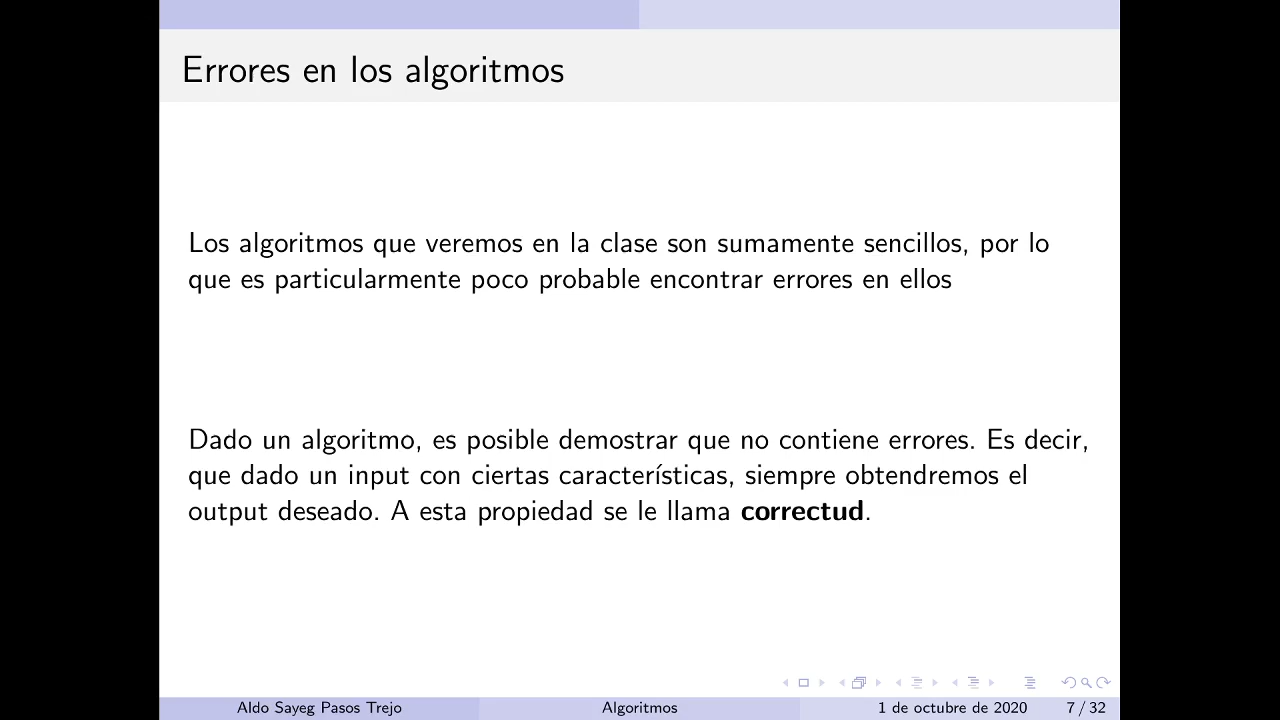 Errores en los algoritmos
Los algoritmos que veremos en la clase son sumamente sencillos, por lo
que es particularmente poco probable encontrar errores en ellos
Dado un algoritmo, es posible demostrar que no contiene errores. Es decir,
que dado un input con ciertas características, siempre obtendremos el
output deseado. A esta propiedad se le llama correctud.
Aldo Sayeg Pasos Trejo Algoritmos 1 de octubre de 2020 7 / 32